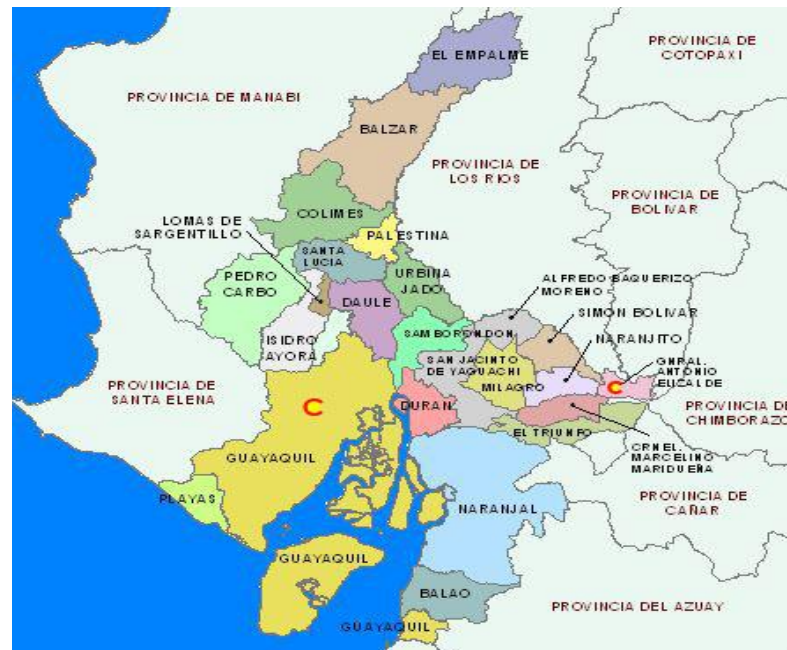 EL EMPALME
PROVINCIA DE
COTOPAXI
PROVINCIA DE MANABI
BALZAR
PROVINCIA DE
LOS RIOS
PROVINCIA DE
BOLIVAR
COLIMES
LOMAS DE
SARGENTILLO
PALESTINA
SANTA
LUCIA
PEDRO
CARBO
URBINA
JADO
ALFREDO BAQUERIZO
MORENO
DAULE
SIMON BOLIVAR
SAMBORONDON
NARANJITO
ISIDRO
AYORA
SAN JACINTO
DE YAGUACHI
GNRAL.
ANTONIO
ELIZALDE
C
MILAGRO
PROVINCIA DE
SANTA ELENA
C
DURAN
PROVINCIA DE
CHIMBORAZO
EL TRIUNFO
CRNEL.
MARCELINO
MARIDUEÑA
GUAYAQUIL
PLAYAS
PROVINCIA DE
CAÑAR
NARANJAL
GUAYAQUIL
BALAO
PROVINCIA DEL AZUAY
GUAYAQUIL